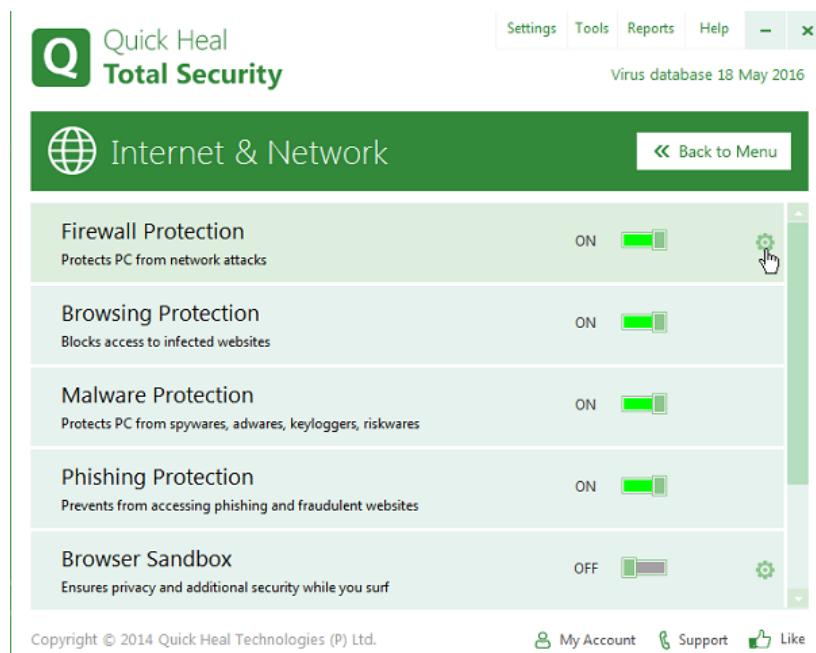 Settings Tools Reports Help
Q
Quick Heal
Total Security
Virus database 18 May 2016
Internet & Network
Back to Menu
Firewall Protection
ON
Protects PC from network attacks
Browsing Protection
ON
Blocks access to infected websites
Malware Protection
ON
Protects PC from spywares, adwares, keyloggers, riskwares
Phishing Protection
ON
Prevents from accessing phishing and fraudulent websites
Browser Sandbox
OFF
Ensures privacy and additional security while you surf
Copyright © 2014 Quick Heal Technologies (P) Ltd.
My Account Support Like